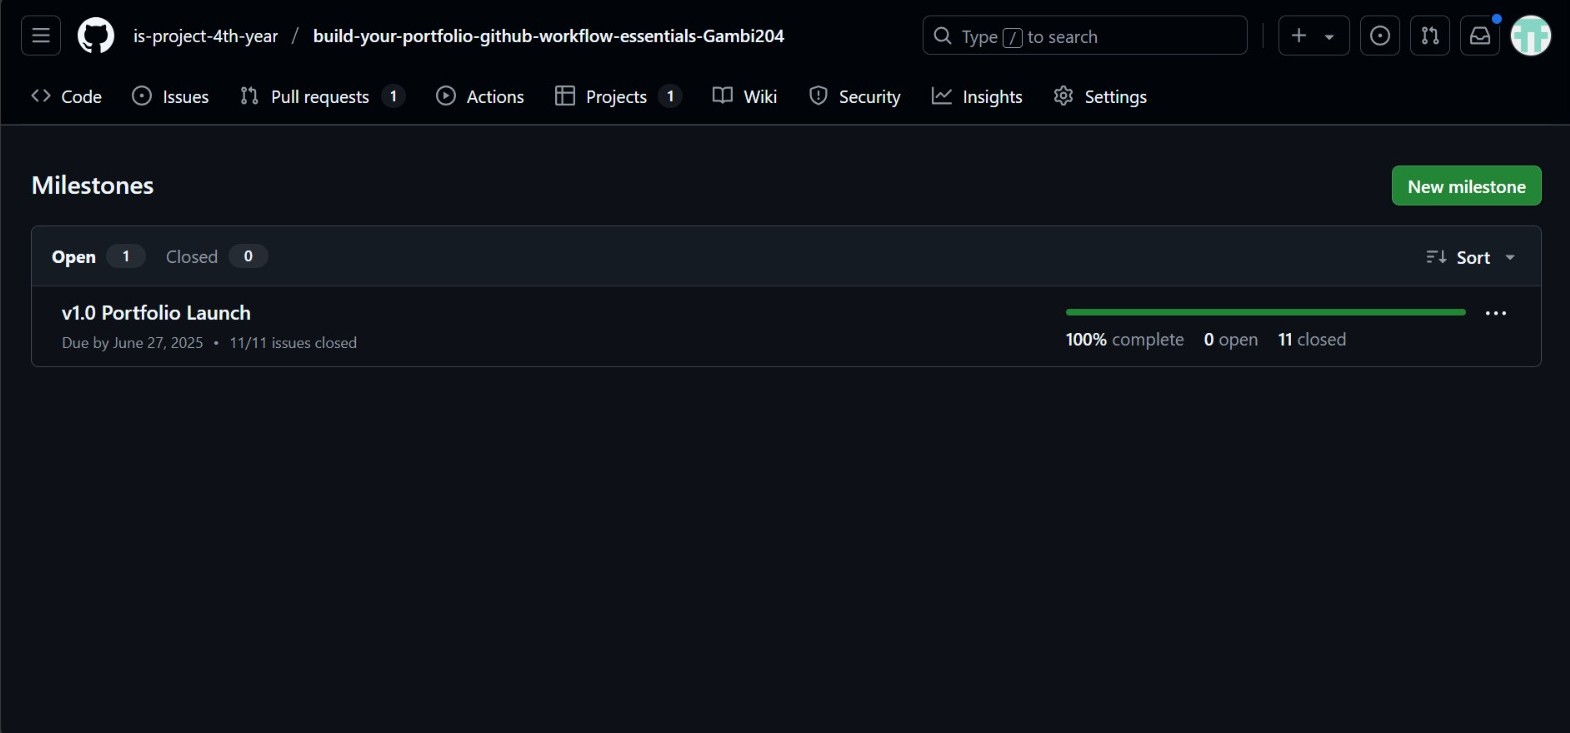 is-project-4th-year / build-your-portfolio-github-workflow-essentials-Gambi204
Type / to search
Code Issues Pull requests 1 Actions Projects 1 Wiki Security Insights Settings
Milestones
New milestone
Open 1 Closed 0
Sort
v1.0 Portfolio Launch
Due by June 27, 2025 • 11/11 issues closed
100% complete 0 open 11 closed